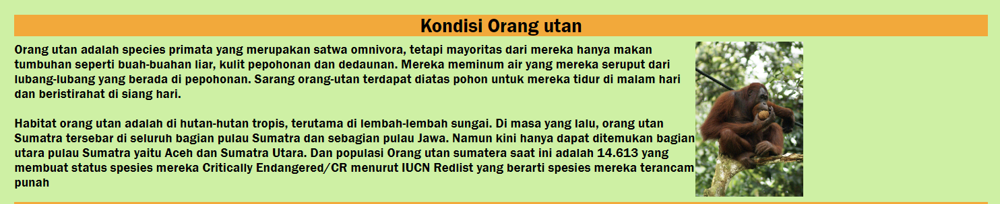 Kondisi Orang utan
Orang utan adalah species primata yang merupakan satwa omnivora, tetapi mayoritas dari mereka hanya makan
tumbuhan seperti buah-buahan liar, kulit pepohonan dan dedaunan. Mereka meminum air yang mereka seruput dari
lubang-lubang yang berada di pepohonan. Sarang orang-utan terdapat diatas pohon untuk mereka tidur di malam hari
dan beristirahat di siang hari.
Habitat orang utan adalah di hutan-hutan tropis, terutama di lembah-lembah sungai. Di masa yang lalu, orang utan
Sumatra tersebar di seluruh bagian pulau Sumatra dan sebagian pulau Jawa. Namun kini hanya dapat ditemukan bagian
utara pulau Sumatra yaitu Aceh dan Sumatra Utara. Dan populasi Orang utan sumatera saat ini adalah 14.613 yang
membuat status spesies mereka Critically Endangered/CR menurut IUCN Redlist yang berarti spesies mereka terancam
punah